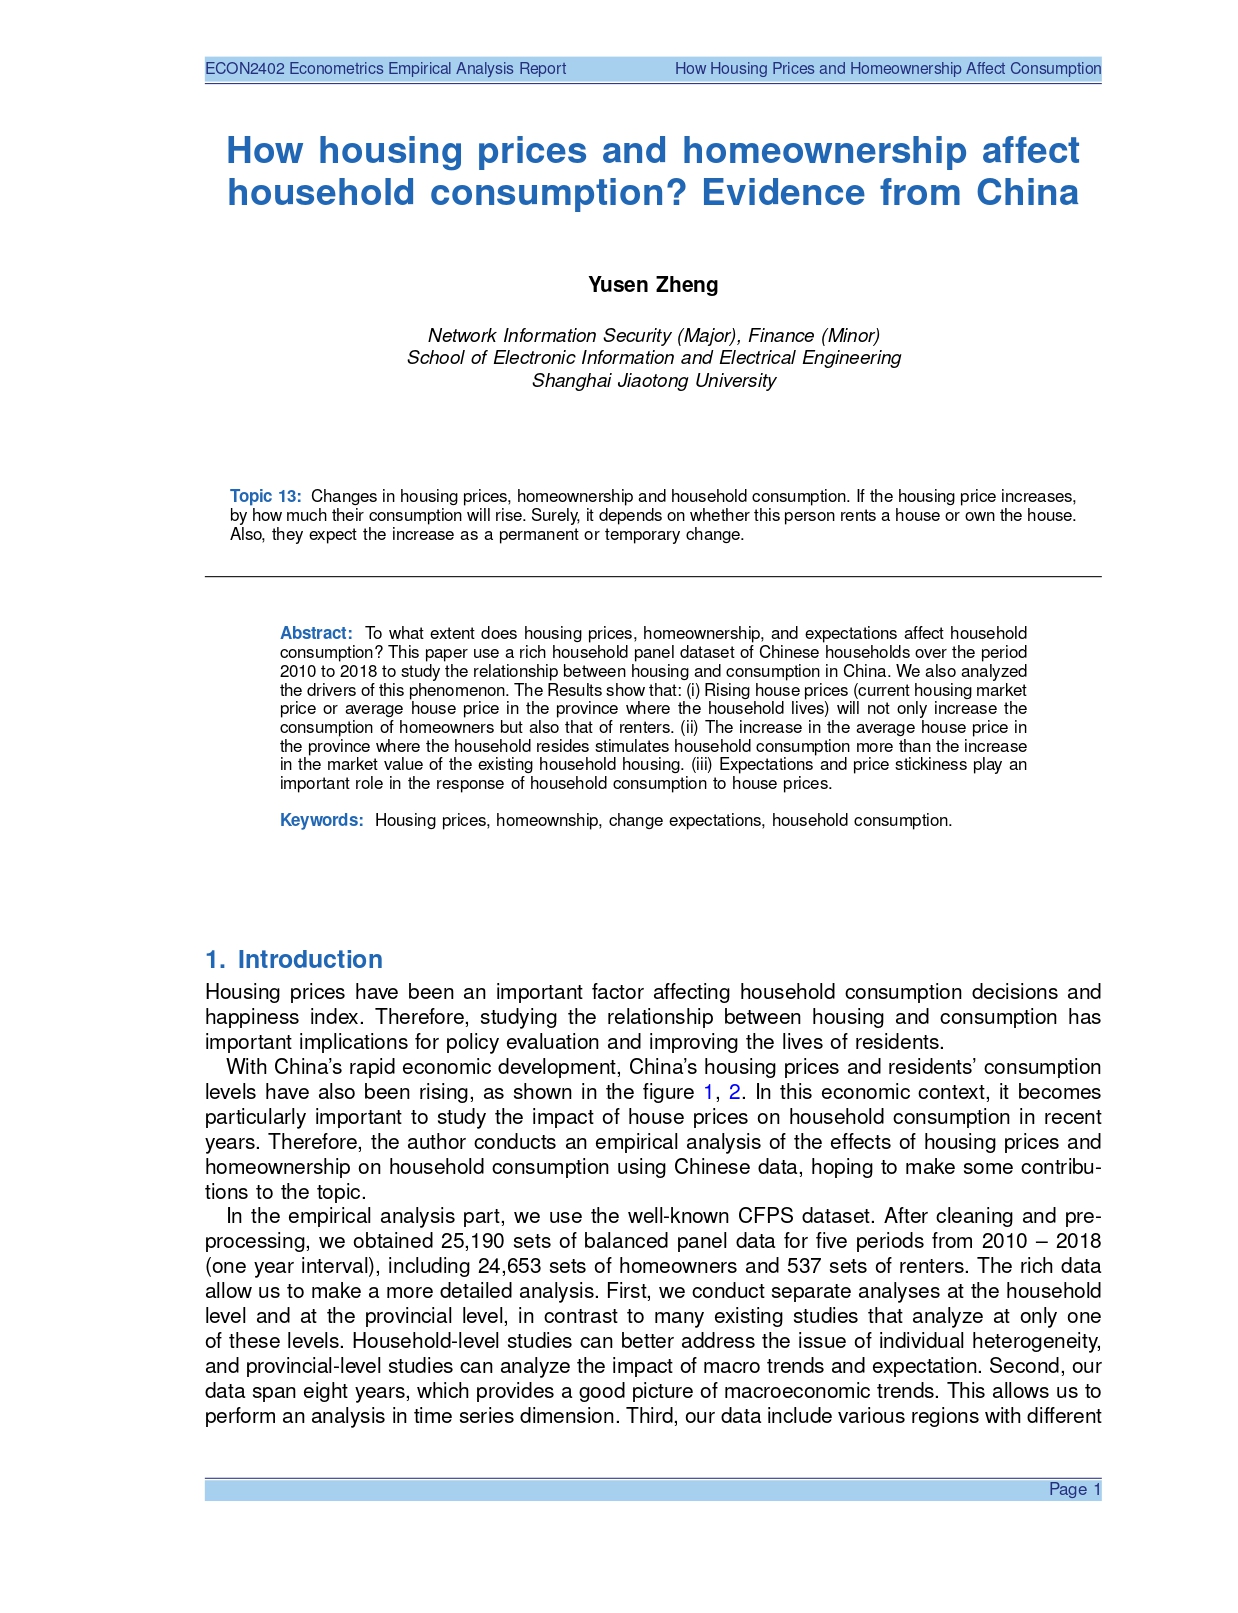 ECON2402 Econometrics Empirical Analysis Report How Housing Prices and Homeownership Affect Consumption
How housing prices and homeownership affect
household consumption? Evidence from China
Yusen Zheng
Network Information Security (Major), Finance (Minor)
School of Electronic Information and Electrical Engineering
Shanghai Jiaotong University
Topic 13: Changes in housing prices, homeownership and household consumption. If the housing price increases,
by how much their consumption will rise. Surely, it depends on whether this person rents a house or own the house.
Also, they expect the increase as a permanent or temporary change.
Abstract: To what extent does housing prices, homeownership, and expectations affect household
consumption? This paper use a rich household panel dataset of Chinese households over the period
2010 to 2018 to study the relationship between housing and consumption in China. We also analyzed
the drivers of this phenomenon. The Results show that: (i) Rising house prices (current housing market
price or average house price in the province where the household lives) will not only increase the
consumption of homeowners but also that of renters. (ii) The increase in the average house price in
the province where the household resides stimulates household consumption more than the increase
in the market value of the existing household housing. (iii) Expectations and price stickiness play an
important role in the response of household consumption to house prices.
Keywords: Housing prices, homeownship, change expectations, household consumption.
1. Introduction
Housing prices have been an important factor affecting household consumption decisions and
happiness index. Therefore, studying the relationship between housing and consumption has
important implications for policy evaluation and improving the lives of residents.
With China's rapid economic development, China's housing prices and residents' consumption
levels have also been rising, as shown in the figure 1, 2. In this economic context, it becomes
particularly important to study the impact of house prices on household consumption in recent
years. Therefore, the author conducts an empirical analysis of the effects of housing prices and
homeownership on household consumption using Chinese data, hoping to make some contribu-
tions to the topic.
In the empirical analysis part, we use the well-known CFPS dataset. After cleaning and pre-
processing, we obtained 25,190 sets of balanced panel data for five periods from 2010 – 2018
(one year interval), including 24,653 sets of homeowners and 537 sets of renters. The rich data
allow us to make a more detailed analysis. First, we conduct separate analyses at the household
level and at the provincial level, in contrast to many existing studies that analyze at only one
of these levels. Household-level studies can better address the issue of individual heterogeneity,
and provincial-level studies can analyze the impact of macro trends and expectation. Second, our
data span eight years, which provides a good picture of macroeconomic trends. This allows us to
perform an analysis in time series dimension. Third, our data include various regions with different
Page 1